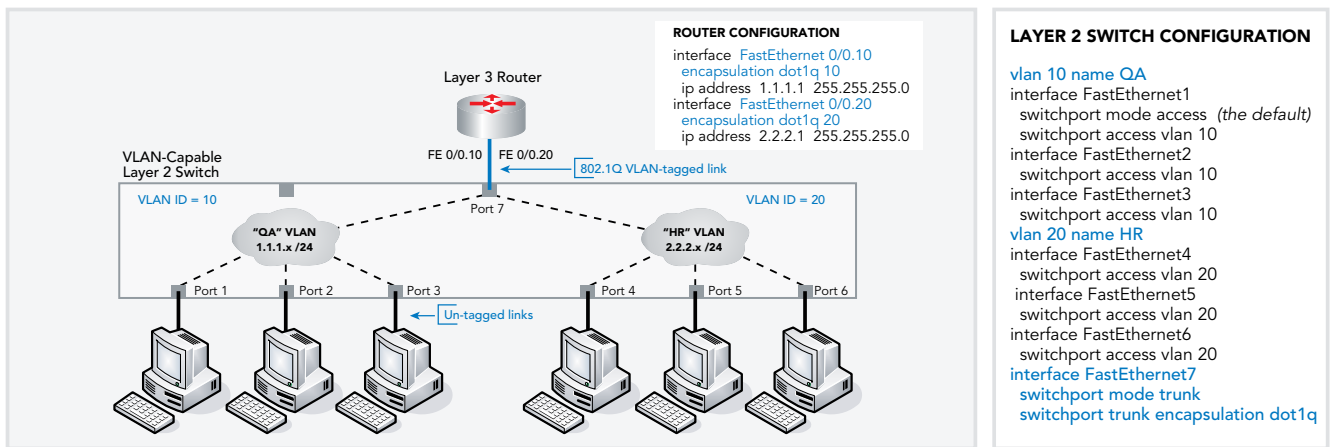 ROUTER CONFIGURATION
interface FastEthernet 0/0.10
encapsulation dot1q 10
ip address 1.1.1.1 255.255.255.0
interface FastEthernet 0/0.20
encapsulation dot1q 20
ip address 2.2.2.1 255.255.255.0
Layer 3 Router
FE 0/0.10
FE 0/0.20
802.1Q VLAN-tagged link
VLAN-Capable
Layer 2 Switch
VLAN ID = 10
Port 7
VLAN ID = 20
"QA" VLAN
1.1.1.x /24
"HR" VLAN
2.2.2.x /24
Port 1
Port 2
Port 3
Port 4
Port 5
Port 6
Un-tagged links
LAYER 2 SWITCH CONFIGURATION
vlan 10 name QA
interface FastEthernet1
switchport mode access (the default)
switchport access vlan 10
interface FastEthernet2
switchport access vlan 10
interface FastEthernet3
switchport access vlan 10
vlan 20 name HR
interface FastEthernet4
switchport access vlan 20
interface FastEthernet5
switchport access vlan 20
interface FastEthernet6
switchport access vlan 20
interface FastEthernet7
switchport mode trunk
switchport trunk encapsulation dot1q